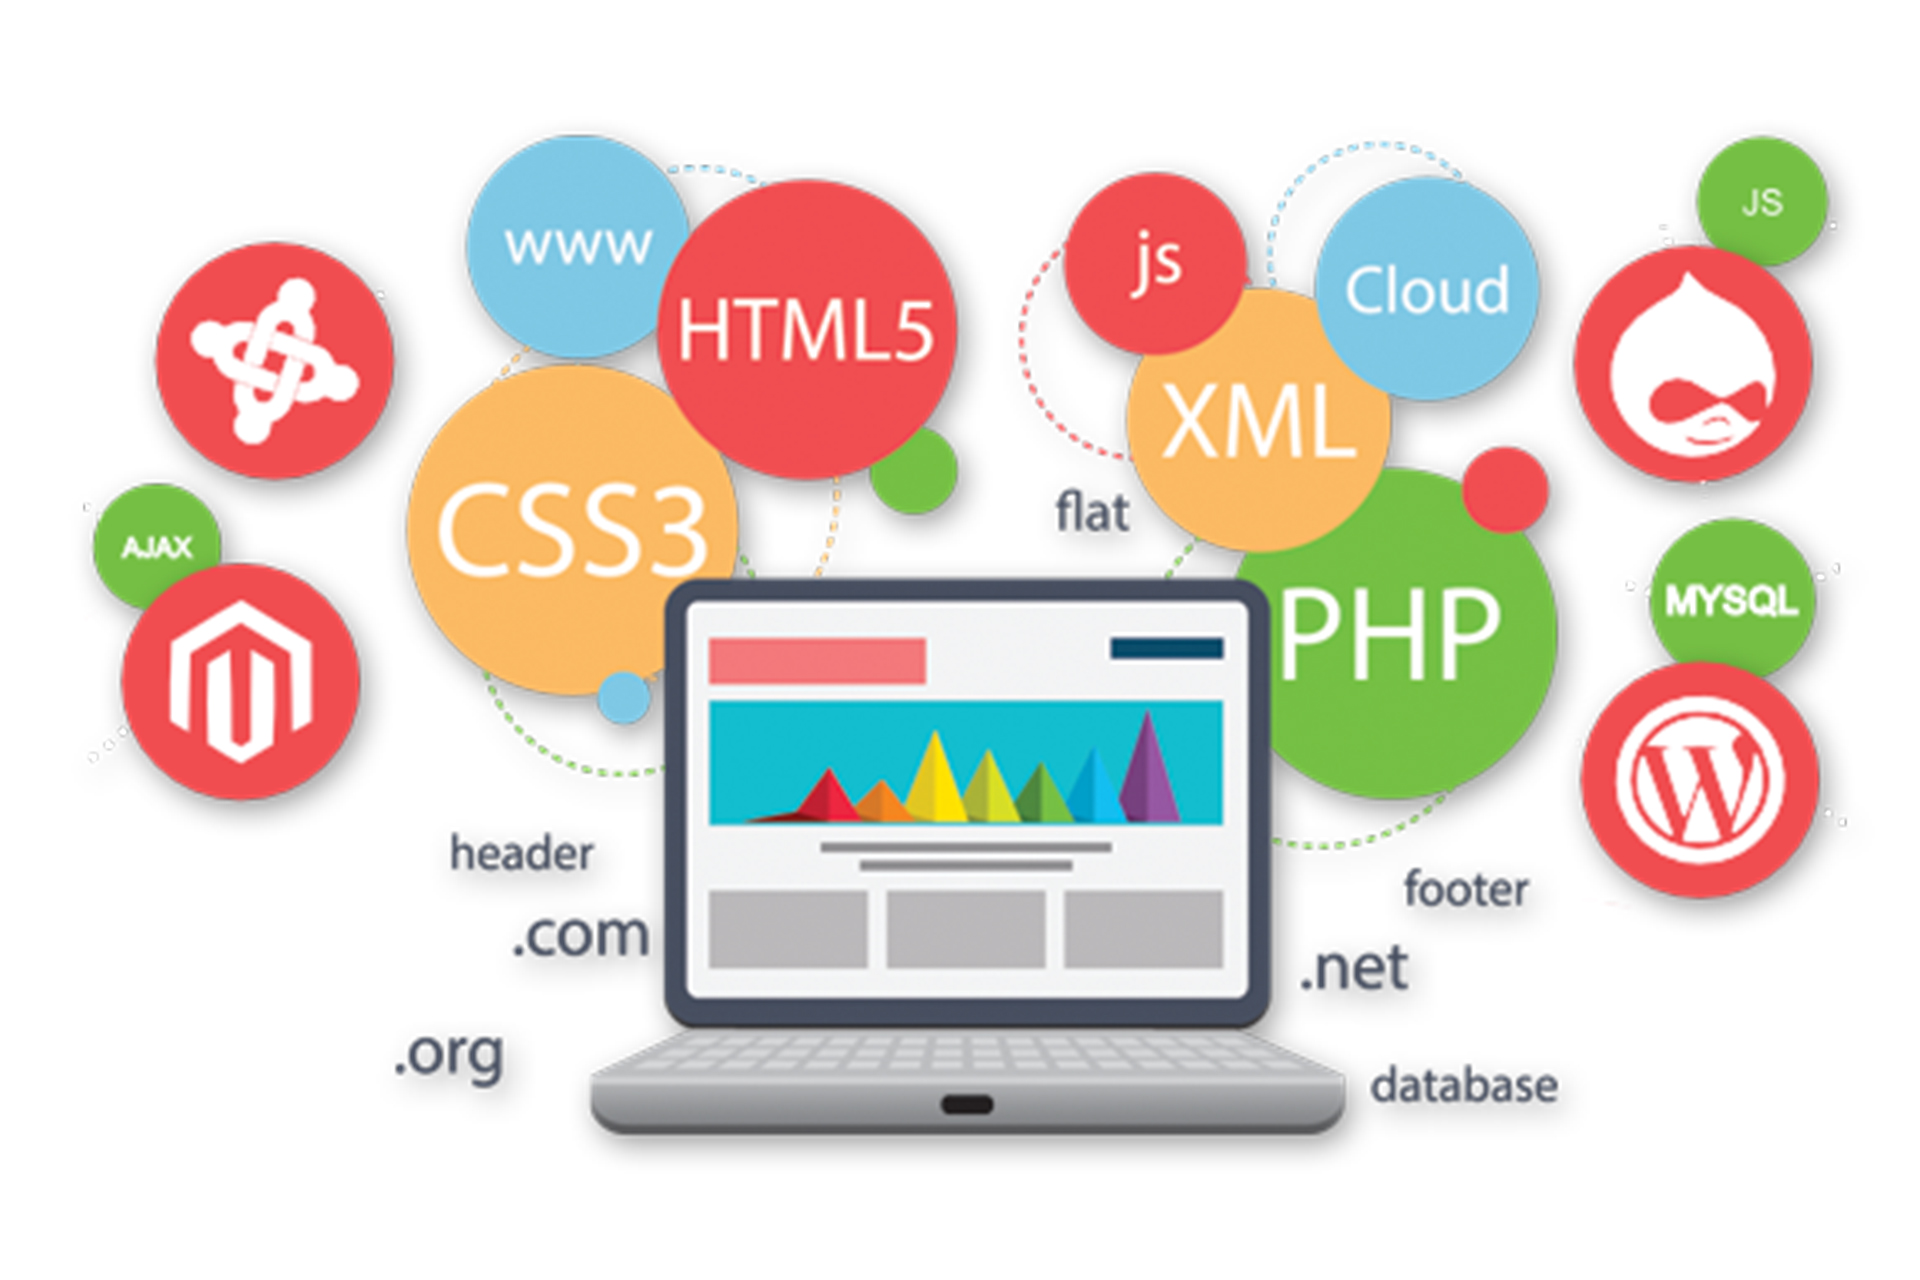 www
HTML5
CSS3
AJAX
js
Cloud
XML
flat
PHP
JS
MYSQL
header
.com
.org
footer
.net
database